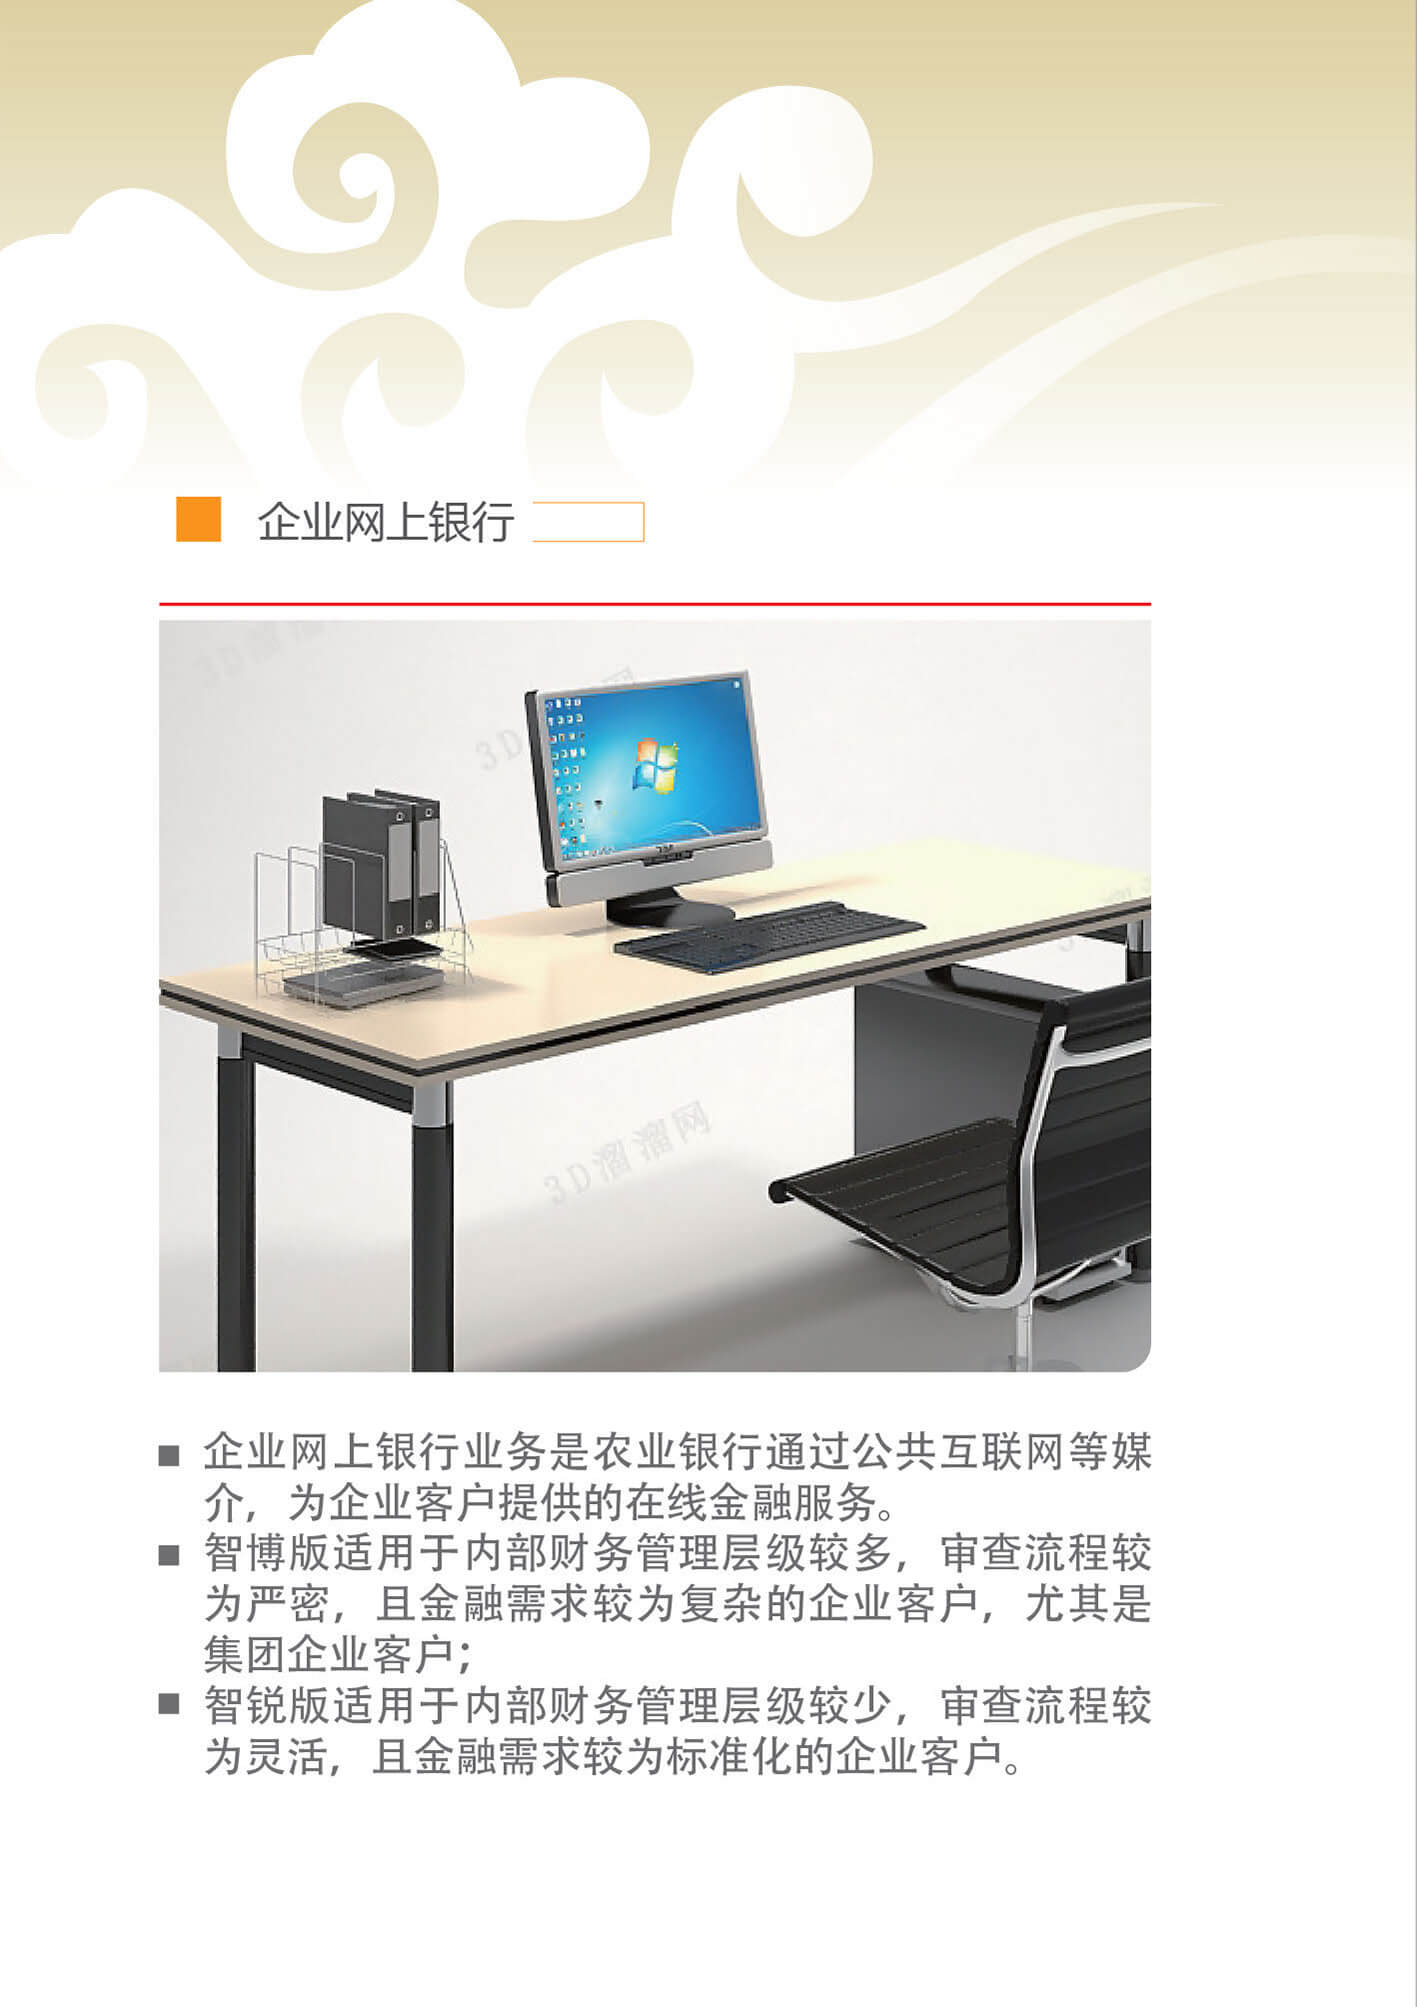 企业网上银行
3D溜溜网
■ 企业网上银行业务是农业银行通过公共互联网等媒
介，为企业客户提供的在线金融服务。
■ 智博版适用于内部财务管理层级较多，审查流程较
为严密，且金融需求较为复杂的企业客户，尤其是
集团企业客户；
■ 智锐版适用于内部财务管理层级较少，审查流程较
为灵活，且金融需求较为标准化的企业客户。